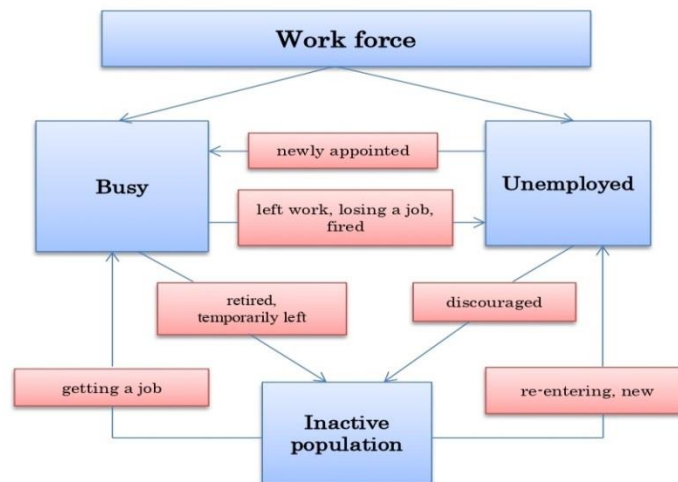 Work force
Busy
newly appointed
Unemployed
left work, losing a job,
fired
retired,
temporarily left
discouraged
getting a job
re-entering, new
Inactive
population